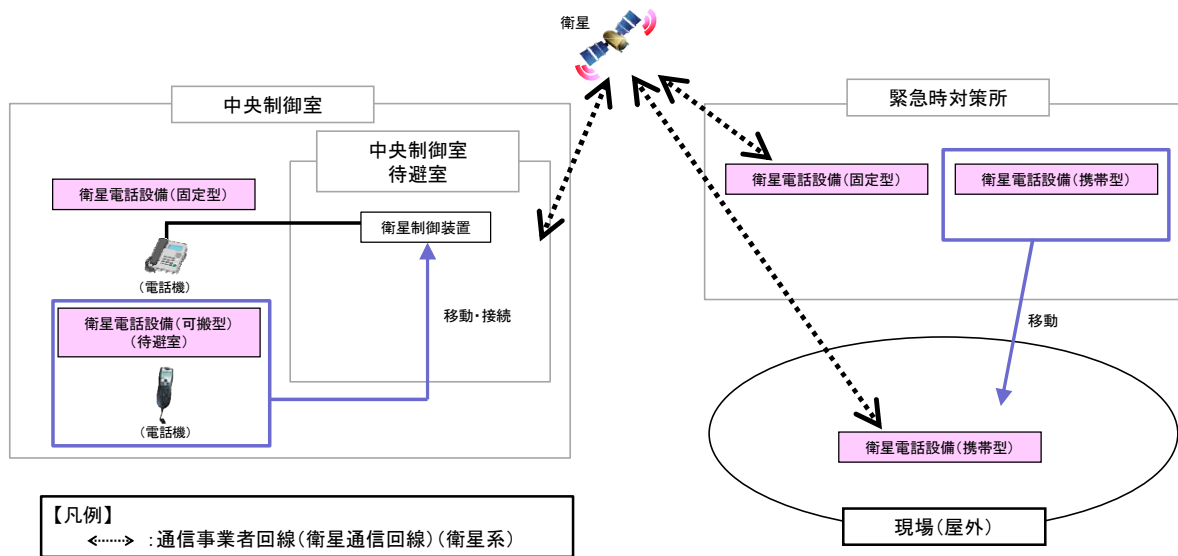 衛星
中央制御室
中央制御室
待避室
衛星電話設備(固定型)
衛星制御装置
(電話機)
衛星電話設備(可搬型)
(待避室)
(電話機)
移動・接続
緊急時対策所
衛星電話設備(固定型)
衛星電話設備(携帯型)
移動
衛星電話設備(携帯型)
現場(屋外)
【凡例】
:通信事業者回線(衛星通信回線)(衛星系)